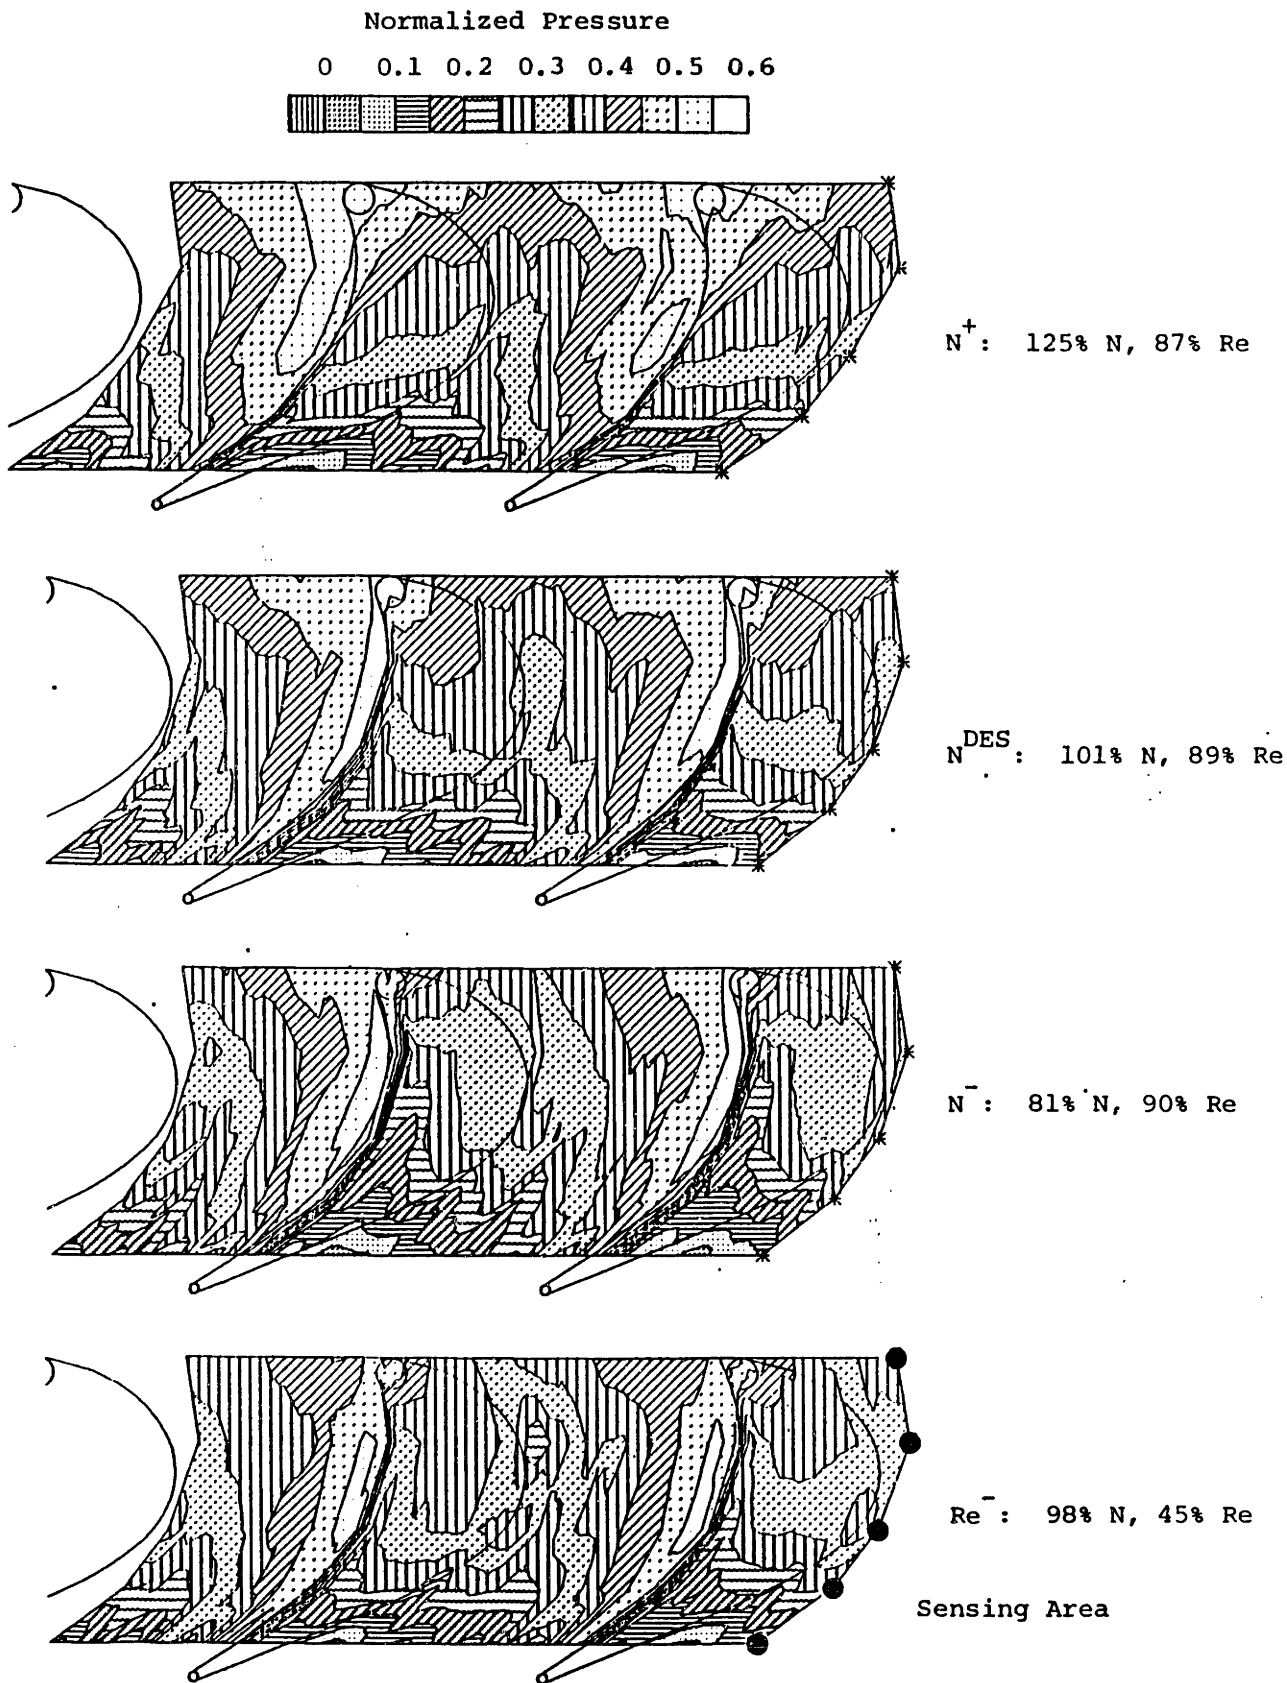 Normalized Pressure
0 0.1 0.2 0.3 0.4 0.5 0.6
N+: 125% N, 87% Re
NDES: 101% N, 89% Re
N-: 81% N, 90% Re
Re-: 98% N, 45% Re
Sensing Area